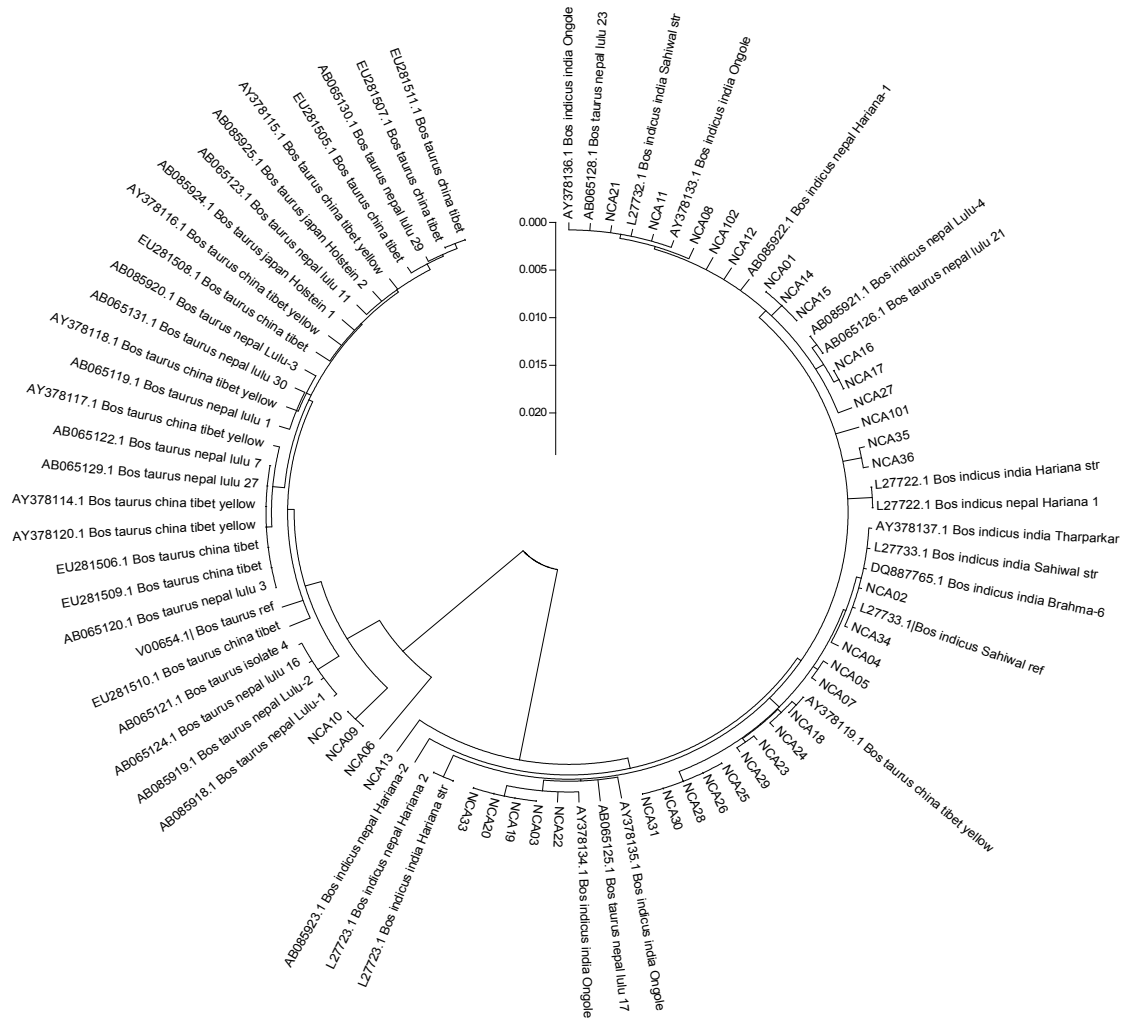 AY378136.1 Bos indicus india Ongole
AB065128.1 Bos taurus nepal lulu 23
NCA21
L27732.1 Bos indicus india Sahiwal str
NCA11
AY378133.1 Bos indicus india Ongole
NCA08
NCA102
NCA12
AB085922.1 Bos indicus nepal Hariana-1
NCA01
NCA14
NCA15
AB085921.1 Bos indicus nepal Lulu-4
AB065126.1 Bos taurus nepal lulu 21
NCA16
NCA17
NCA27
NCA101
NCA35
NCA36
L27722.1 Bos indicus india Hariana str
L27722.1 Bos indicus nepal Hariana 1
AY378137.1 Bos indicus india Tharparkar
L27733.1 Bos indicus india Sahiwal str
DQ887765.1 Bos indicus india Brahma-6
NCA02
L27733.1|Bos indicus Sahiwal ref
NCA34
NCA04
NCA05
NCA07
AY378119.1 Bos taurus china tibet yellow
NCA18
NCA24
NCA23
NCA29
NCA25
NCA26
NCA28
NCA30
NCA31
AY378135.1 Bos indicus india Ongole
AB065125.1 Bos taurus nepal lulu 17
AY378134.1 Bos indicus india Ongole
NCA22
NCA03
NCA19
NCA20
NCA33
L27723.1 Bos indicus india Hariana str
L27723.1 Bos indicus nepal Hariana 2
AB085923.1 Bos indicus nepal Hariana-2
NCA13
NCA06
NCA09
NCA10
AB085918.1 Bos taurus nepal Lulu-1
AB085919.1 Bos taurus nepal Lulu-2
AB065124.1 Bos taurus nepal lulu 16
AB065121.1 Bos taurus isolate 4
EU281510.1 Bos taurus china tibet
V00654.1| Bos taurus ref
AB065120.1 Bos taurus nepal lulu 3
EU281509.1 Bos taurus china tibet
EU281506.1 Bos taurus china tibet
AY378120.1 Bos taurus china tibet yellow
AY378114.1 Bos taurus china tibet yellow
AB065129.1 Bos taurus nepal lulu 27
AB065122.1 Bos taurus nepal lulu 7
AY378117.1 Bos taurus china tibet yellow
AB065119.1 Bos taurus nepal lulu 1
AY378118.1 Bos taurus china tibet yellow
AB065131.1 Bos taurus nepal lulu 30
AB085920.1 Bos taurus nepal Lulu-3
EU281508.1 Bos taurus china tibet
AY378116.1 Bos taurus china tibet yellow
AB085924.1 Bos taurus japan Holstein 1
AB065123.1 Bos taurus nepal lulu 11
AB085925.1 Bos taurus japan Holstein 2
AY378115.1 Bos taurus china tibet yellow
EU281505.1 Bos taurus china tibet
AB065130.1 Bos taurus nepal lulu 29
EU281507.1 Bos taurus china tibet
EU281511.1 Bos taurus china tibet
0.000
0.005
0.010
0.015
0.020